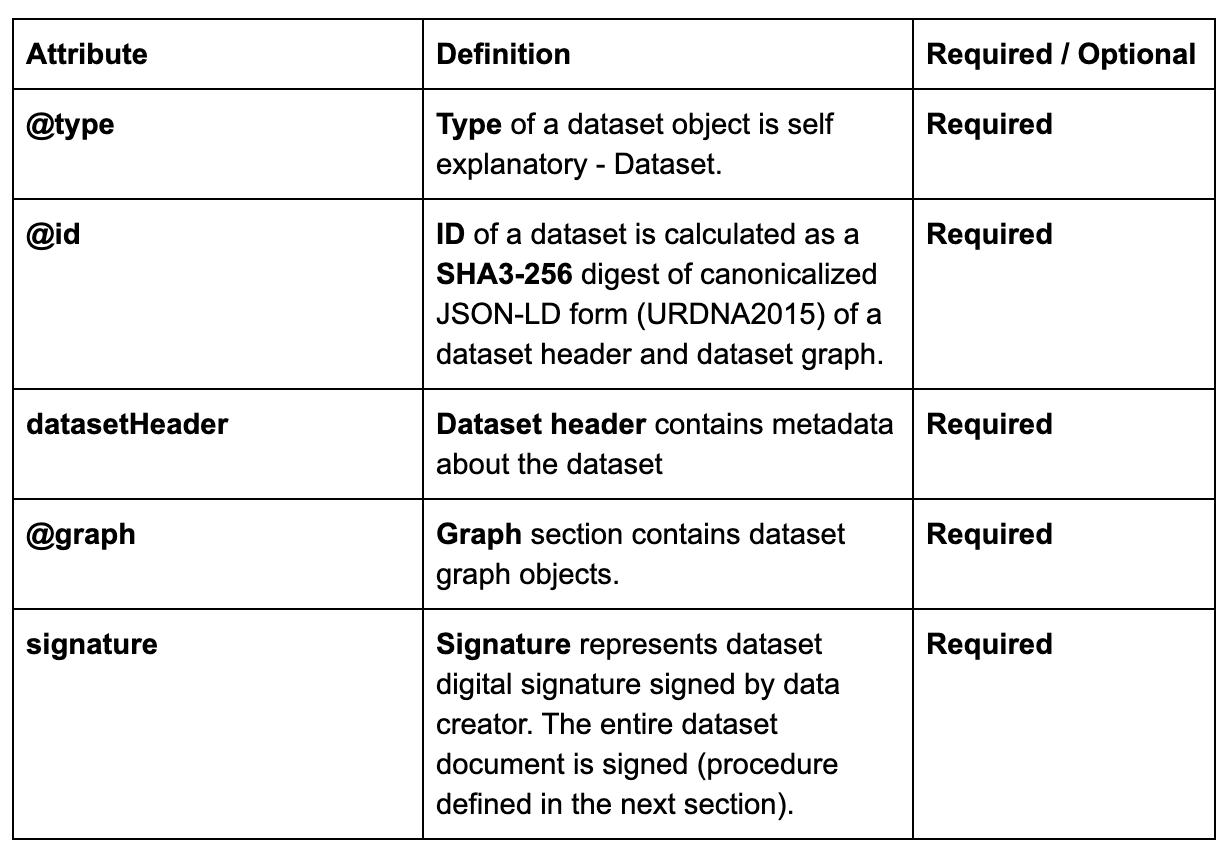 Attribute
Definition
Required / Optional
@type
Type of a dataset object is self
explanatory - Dataset.
Required
@id
ID of a dataset is calculated as a
SHA3-256 digest of canonicalized
JSON-LD form (URDNA2015) of a
dataset header and dataset graph.
Required
datasetHeader
Dataset header contains metadata
about the dataset
Required
@graph
Graph section contains dataset
graph objects.
Required
signature
Signature represents dataset
digital signature signed by data
creator. The entire dataset
document is signed (procedure
defined in the next section).
Required